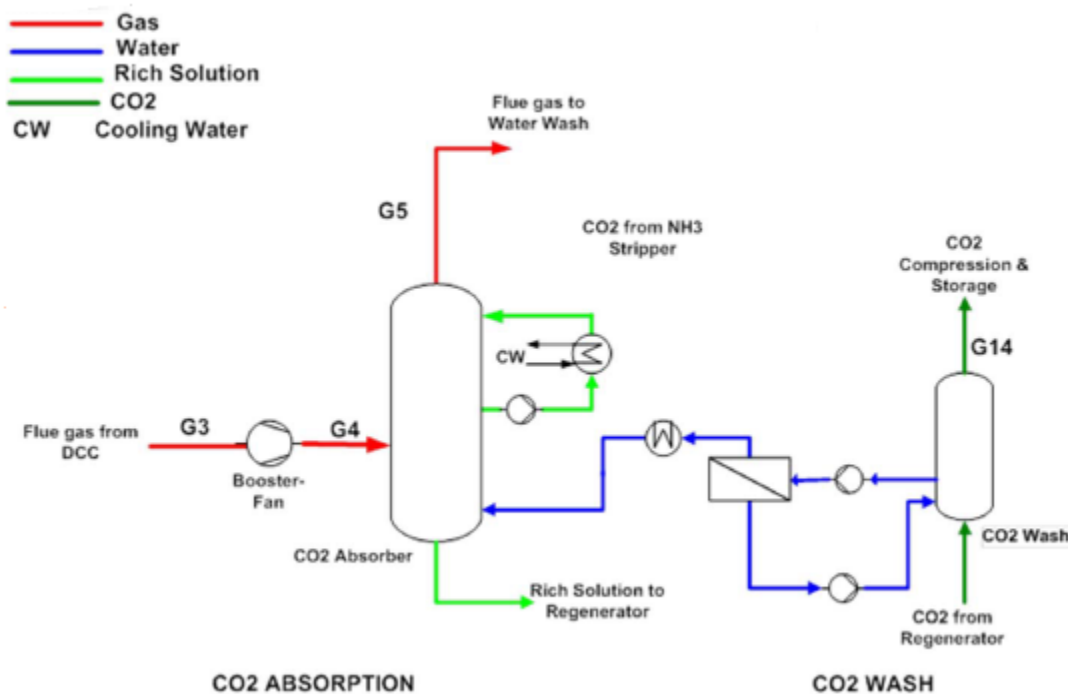 Gas
Water
Rich Solution
CO2
CW Cooling Water
Flue gas to
Water Wash
G5
CO2 from NH3
Stripper
CO2
Compression &
Storage
G14
CW
Flue gas from
DCC
G3
G4
Booster-
Fan
CO2 Absorber
Rich Solution to
Regenerator
CO2 Wash
CO2 from
Regenerator
CO2 ABSORPTION
CO2 WASH